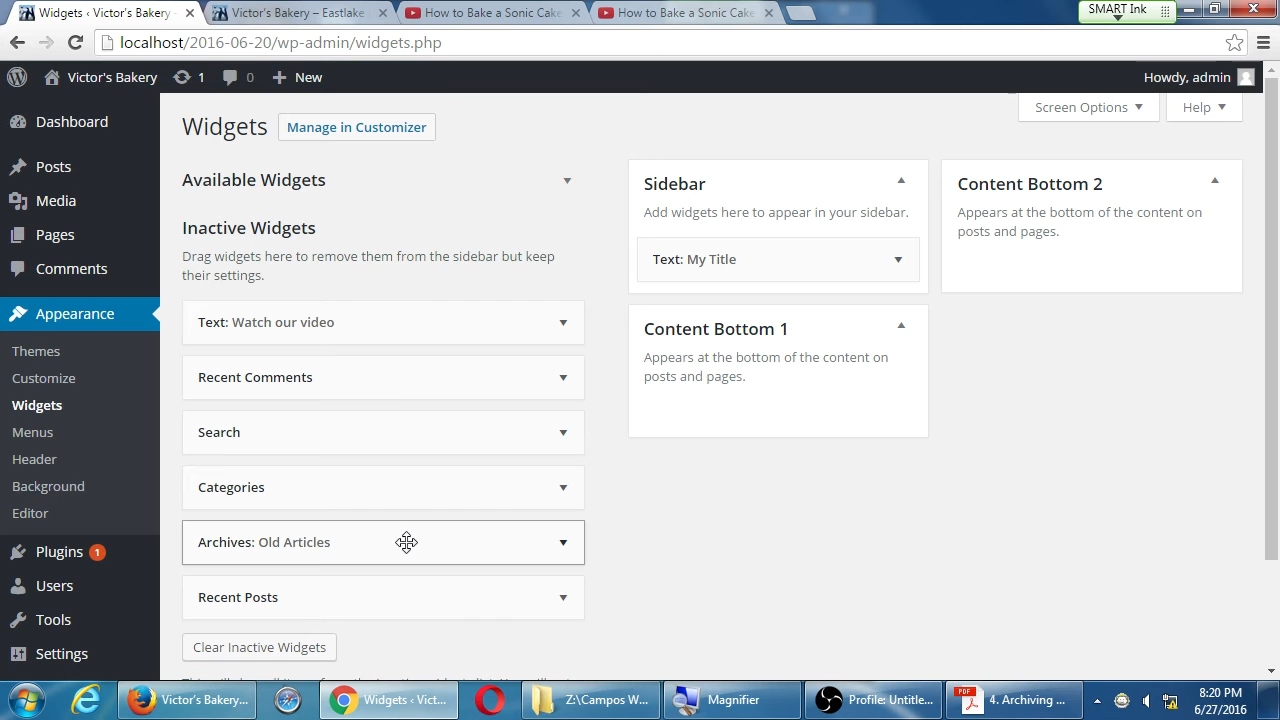 Widgets ‹ Victor's Bakery -
Victor's Bakery – Eastlake
How to Bake a Sonic Cake
How to Bake a Sonic Cake
SMART Ink
localhost/2016-06-20/wp-admin/widgets.php
Victor's Bakery
1
0
New
Howdy, admin
Dashboard
Posts
Media
Pages
Comments
Appearance
Themes
Customize
Widgets
Menus
Header
Background
Editor
Plugins 1
Users
Tools
Settings
Screen Options
Help
Widgets
Manage in Customizer
Available Widgets
Inactive Widgets
Drag widgets here to remove them from the sidebar but keep
their settings.
Text: Watch our video
Recent Comments
Search
Categories
Archives: Old Articles
Recent Posts
Clear Inactive Widgets
Sidebar
Add widgets here to appear in your sidebar.
Text: My Title
Content Bottom 1
Appears at the bottom of the content on
posts and pages.
Content Bottom 2
Appears at the bottom of the content on
posts and pages.
Victor's Bakery...
Widgets ‹ Vict...
Z:\Campos W...
Magnifier
Profile: Untitle...
PDF
4. Archiving ...
8:20 PM
6/27/2016